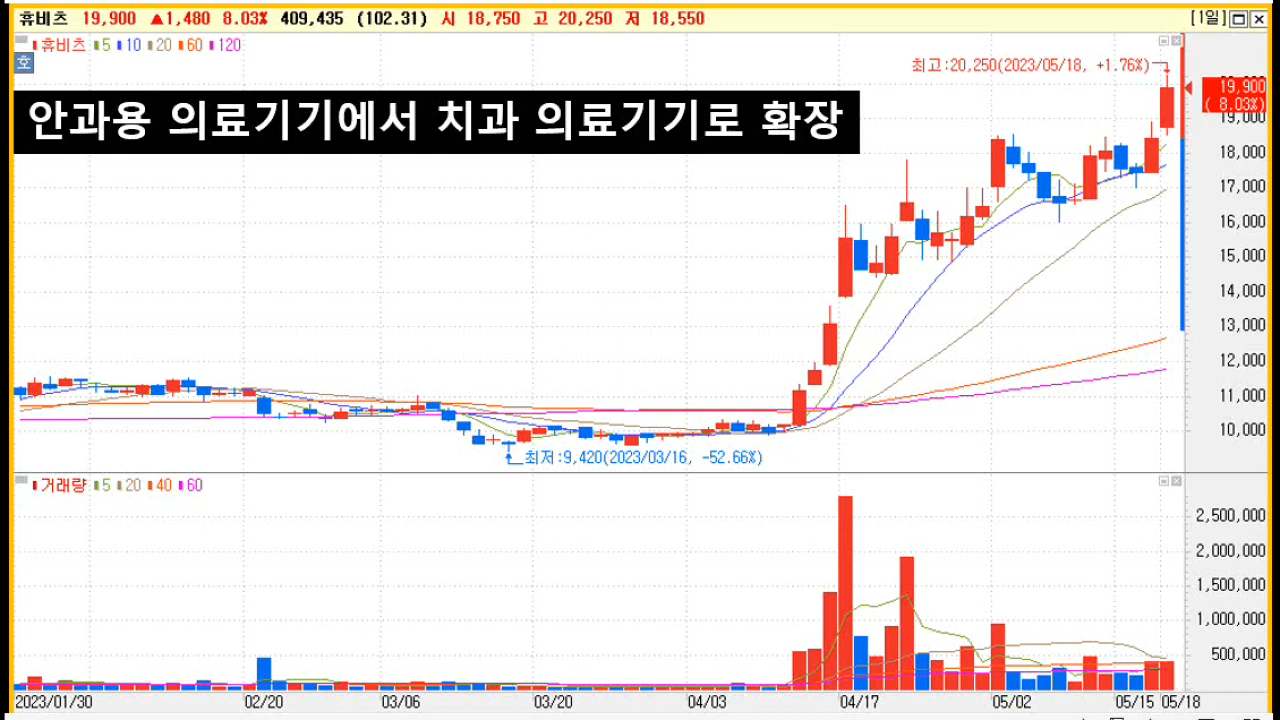 휴비츠 19,900 ▲1,480 8.03% 409,435 (102.31) 시 18,750 고 20,250 저 18,550 [1일]
휴비츠 5 10 20 60 120
호
최고:20,250(2023/05/18, +1.76%)
안과용 의료기기에서 치과 의료기기로 확장
19,900
( 8.03%)
19,000
18,000
17,000
16,000
15,000
14,000
13,000
12,000
11,000
10,000
최저:9,420(2023/03/16, -52.66%)
거래량 5 20 40 60
2,500,000
2,000,000
1,500,000
1,000,000
500,000
2023/01/30 02/20 03/06 03/20 04/03 04/17 05/02 05/15 05/18